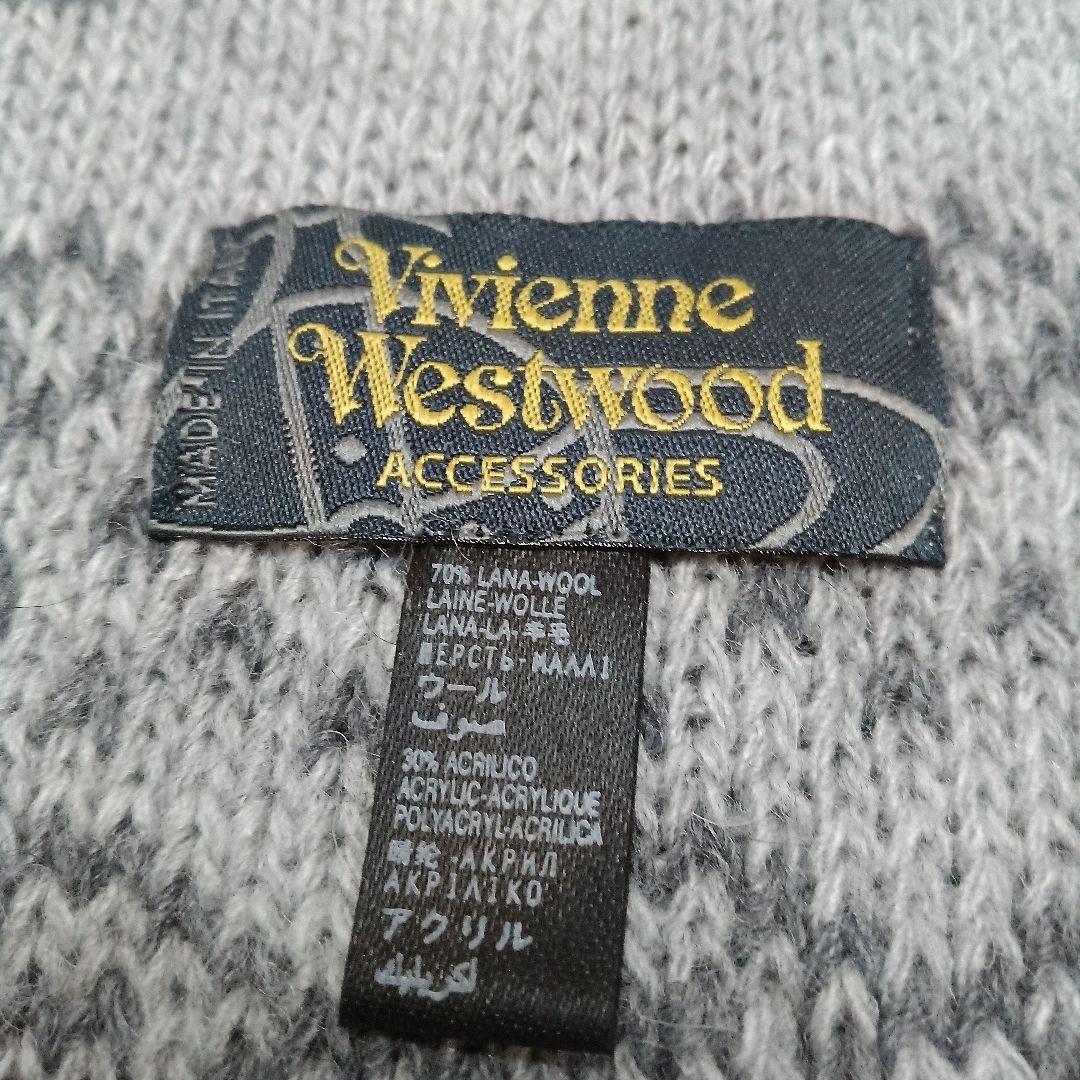 MADE IN ITALY
Vivienne
Westwood
ACCESSORIES
70% LANA-WOOL
LAINE-WOLLE
LANA-LA-羊毛
ШЕРСТЬ-ΜΑΛΛΙ
ウール
صوف
30% ACRILICO
ACRYLIC-ACRYLIQUE
POLYACRYL-ACRILICA
腈纶-АКРИЛ
ΑΚΡΙΛΙΚΟ
アクリル
اكريليك